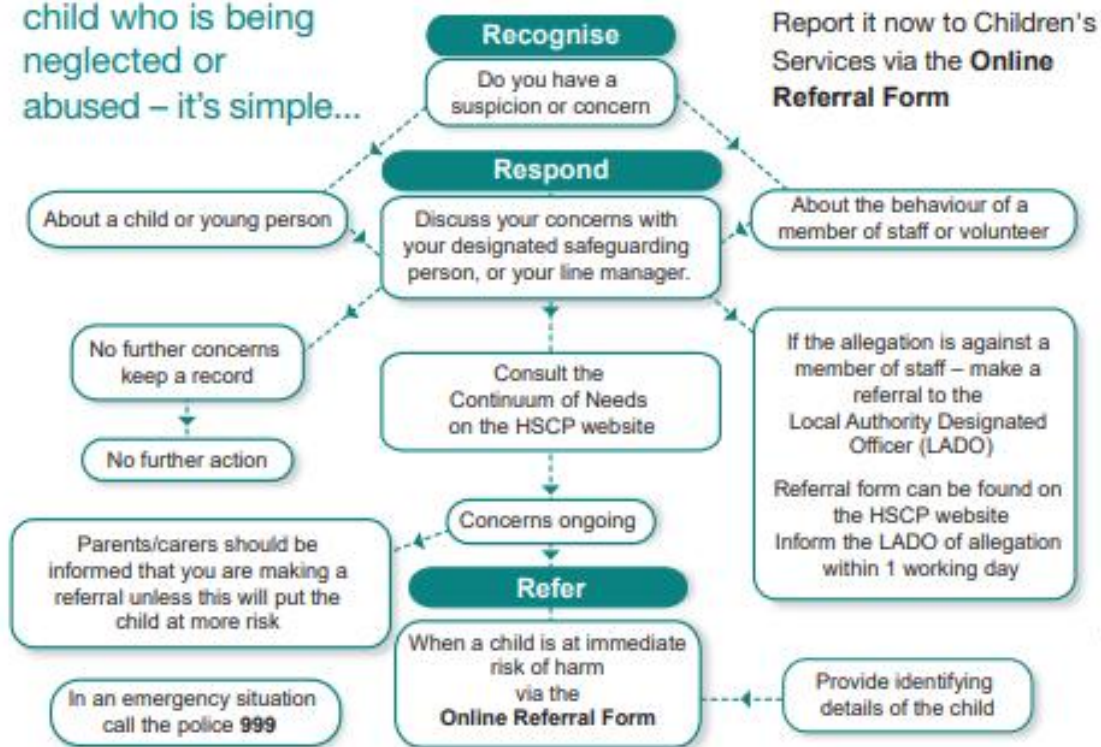 child who is being
neglected or
abused – it's simple...
Report it now to Children's
Services via the Online
Referral Form
Recognise
Do you have a
suspicion or concern
Respond
About a child or young person
Discuss your concerns with
your designated safeguarding
person, or your line manager.
About the behaviour of a
member of staff or volunteer
No further concerns
keep a record
No further action
Consult the
Continuum of Needs
on the HSCP website
If the allegation is against a
member of staff – make a
referral to the
Local Authority Designated
Officer (LADO)
Referral form can be found on
the HSCP website
Inform the LADO of allegation
within 1 working day
Concerns ongoing
Parents/carers should be
informed that you are making a
referral unless this will put the
child at more risk
Refer
When a child is at immediate
risk of harm
via the
Online Referral Form
Provide identifying
details of the child
In an emergency situation
call the police 999